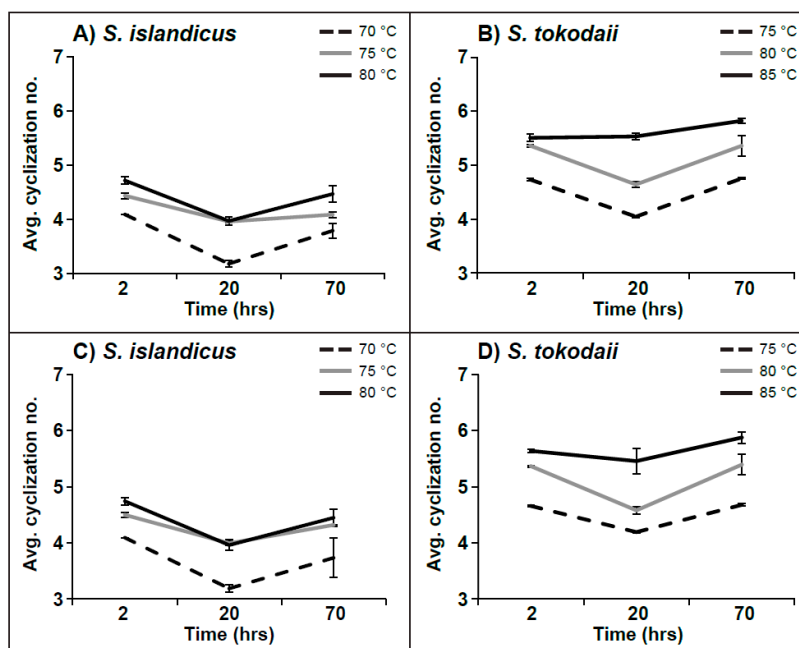 A) S. islandicus
70 °C
75 °C
80 °C
7
6
5
4
3
Avg. cyclization no.
2 20 70
Time (hrs)
B) S. tokodaii
75 °C
80 °C
85 °C
7
6
5
4
3
Avg. cyclization no.
2 20 70
Time (hrs)
C) S. islandicus
70 °C
75 °C
80 °C
7
6
5
4
3
Avg. cyclization no.
2 20 70
Time (hrs)
D) S. tokodaii
75 °C
80 °C
85 °C
7
6
5
4
3
Avg. cyclization no.
2 20 70
Time (hrs)